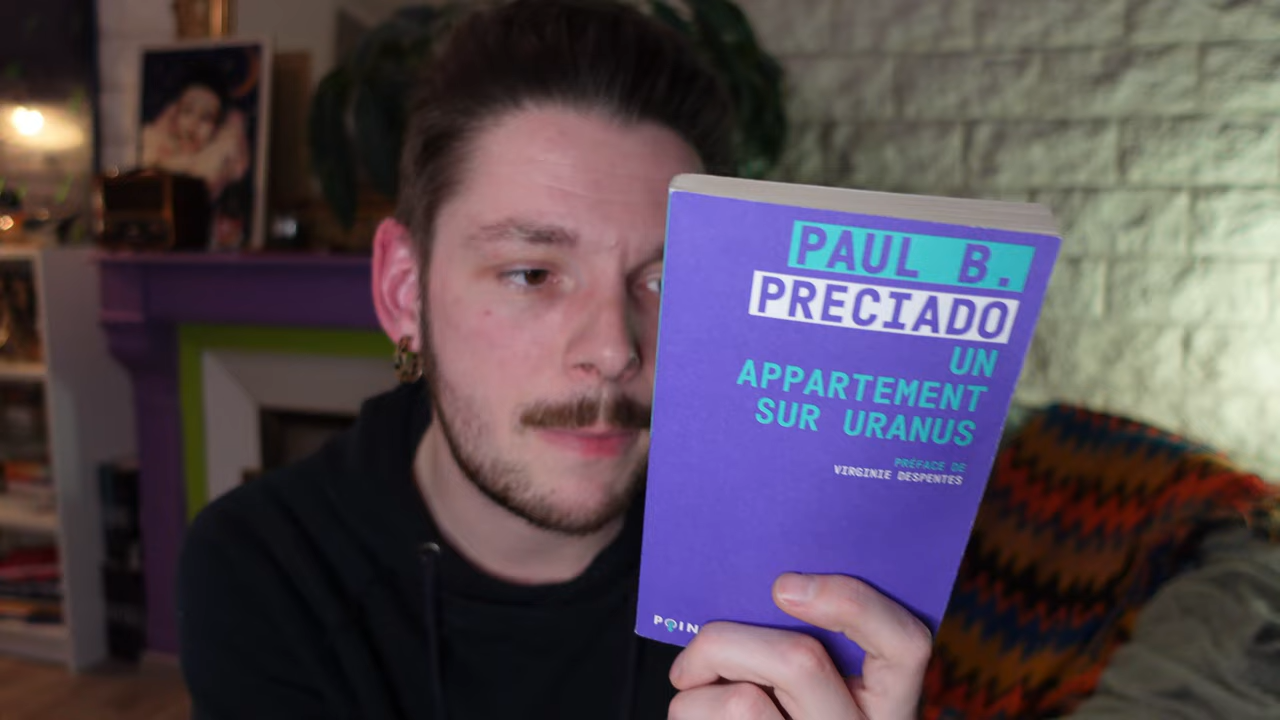 PAUL B.
PRECIADO
UN
APPARTEMENT
SUR URANUS
PRÉFACE DE
VIRGINIE DESPENTES